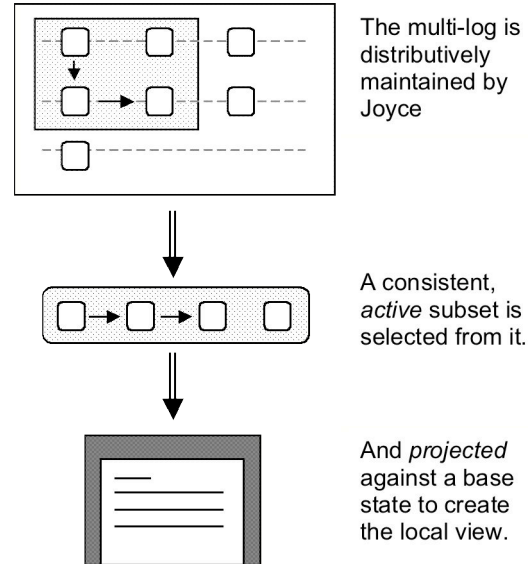 The multi-log is
distributively
maintained by
Joyce
A consistent,
active subset is
selected from it.
And projected
against a base
state to create
the local view.